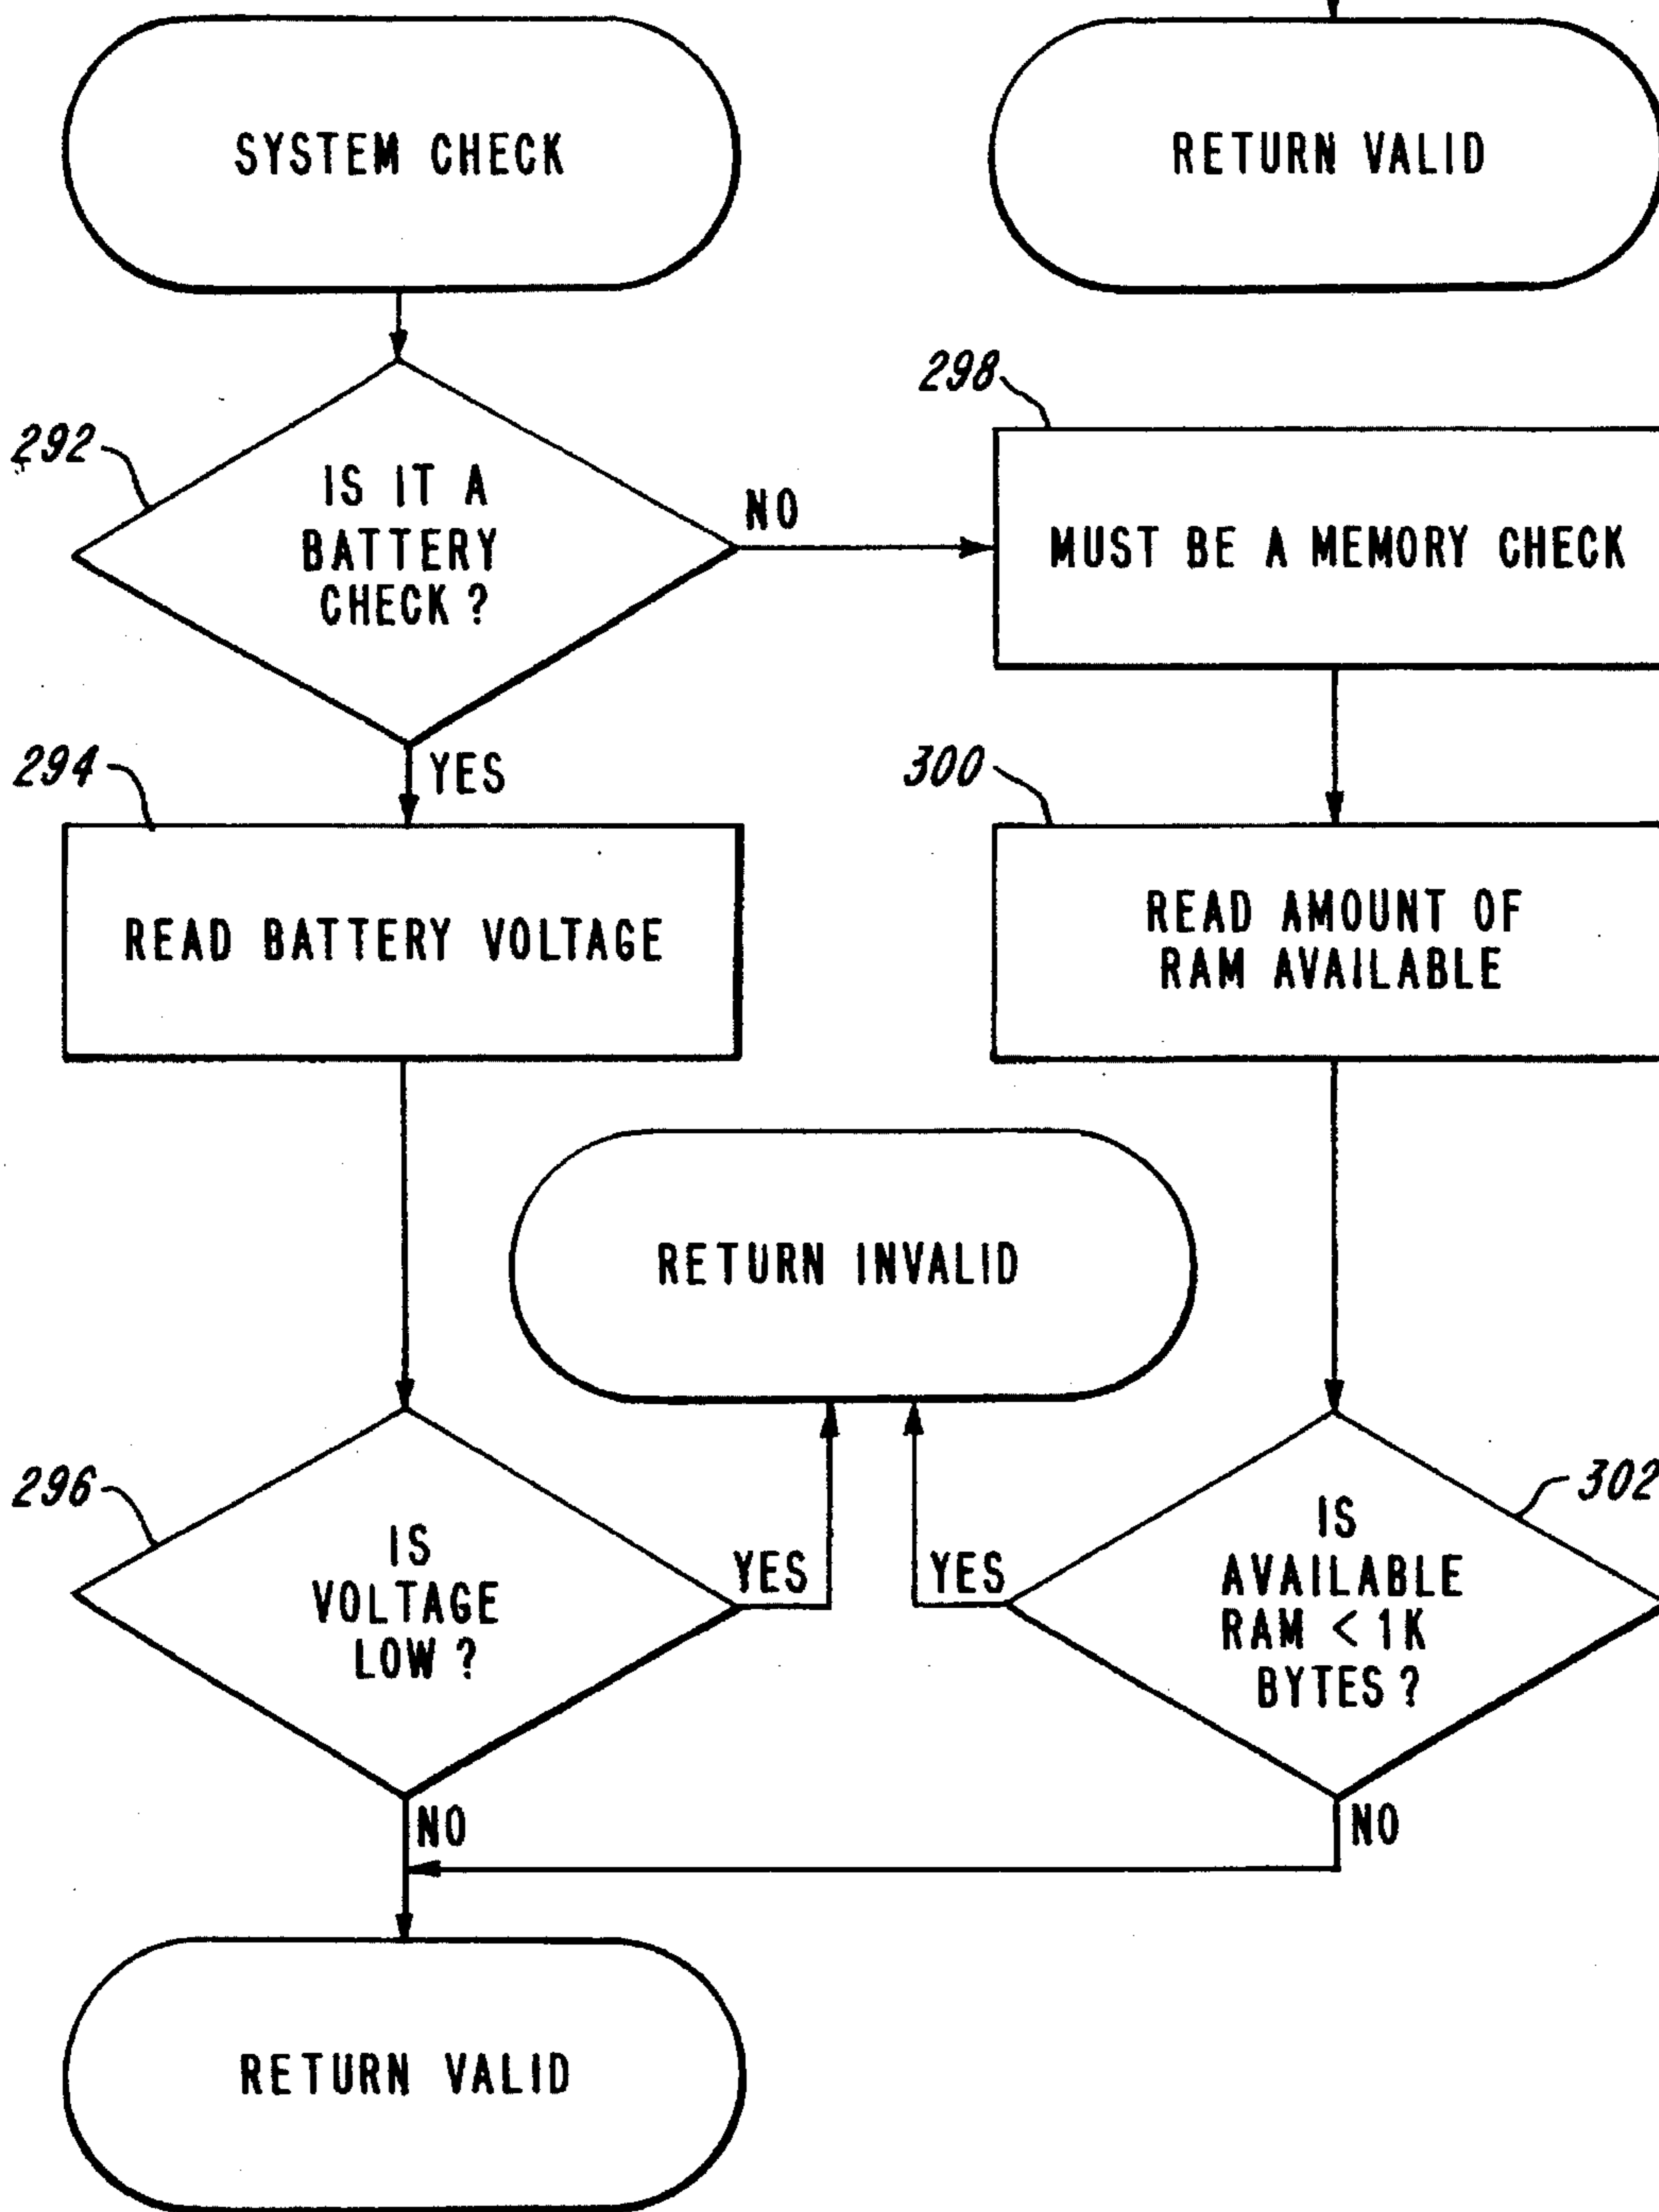 SYSTEM CHECK
RETURN VALID
292
IS IT A
BATTERY
CHECK ?
NO
298
MUST BE A MEMORY CHECK
YES
294
READ BATTERY VOLTAGE
300
READ AMOUNT OF
RAM AVAILABLE
RETURN INVALID
296
IS
VOLTAGE
LOW ?
YES
YES
302
IS
AVAILABLE
RAM < 1K
BYTES ?
NO
NO
RETURN VALID